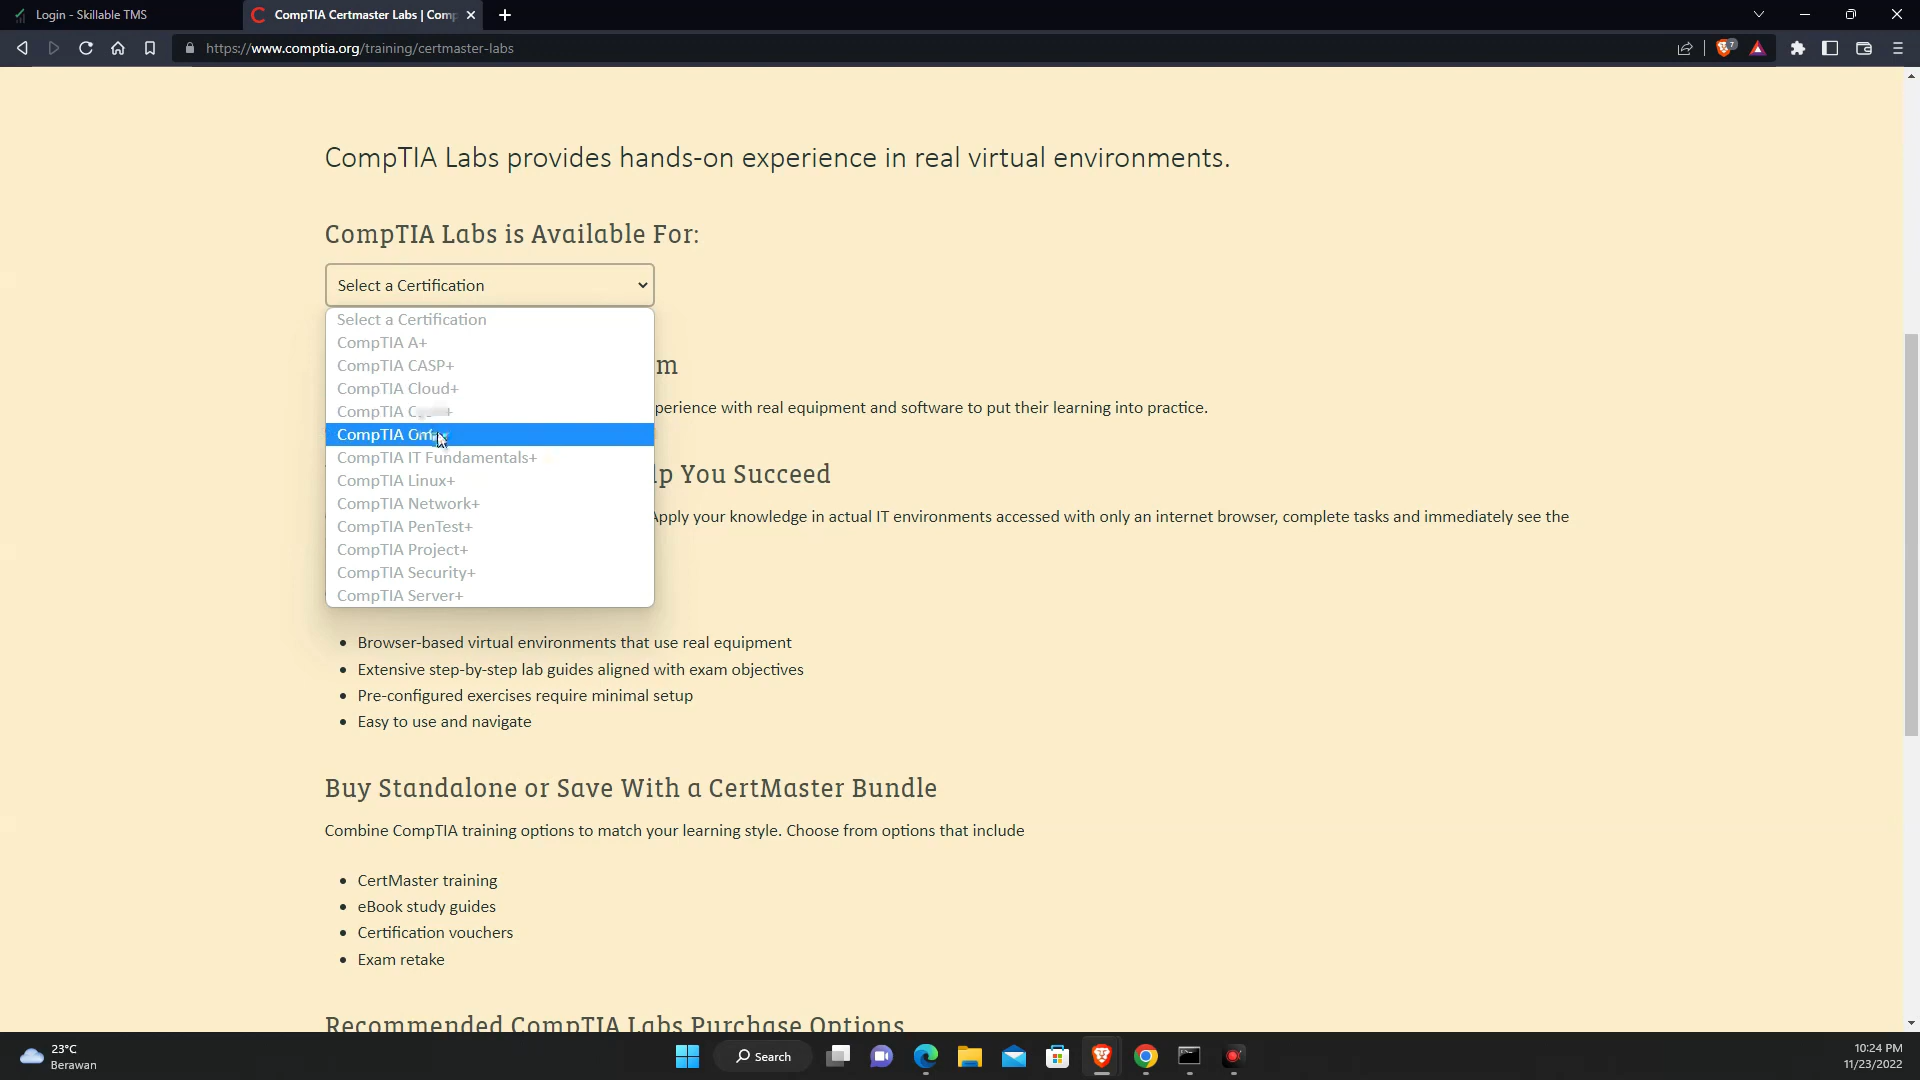 Login - Skillable TMS
CompTIA Certmaster Labs | Comp
https://www.comptia.org/training/certmaster-labs
7
CompTIA Labs provides hands-on experience in real virtual environments.
CompTIA Labs is Available For:
Select a Certification
Select a Certification
CompTIA A+
CompTIA CASP+
m
CompTIA Cloud+
CompTIA
perience with real equipment and software to put their learning into practice.
CompTIA
CompTIA IT Fundamentals+
lp You Succeed
CompTIA Linux+
CompTIA Network+
Apply your knowledge in actual IT environments accessed with only an internet browser, complete tasks and immediately see the
CompTIA PenTest+
CompTIA Project+
CompTIA Security+
CompTIA Server+
• Browser-based virtual environments that use real equipment
• Extensive step-by-step lab guides aligned with exam objectives
• Pre-configured exercises require minimal setup
• Easy to use and navigate
Buy Standalone or Save With a CertMaster Bundle
Combine CompTIA training options to match your learning style. Choose from options that include
• CertMaster training
• eBook study guides
• Certification vouchers
• Exam retake
Recommended CompTIA Labs Purchase Options
23°C
Berawan
Search
10:24 PM
11/23/2022